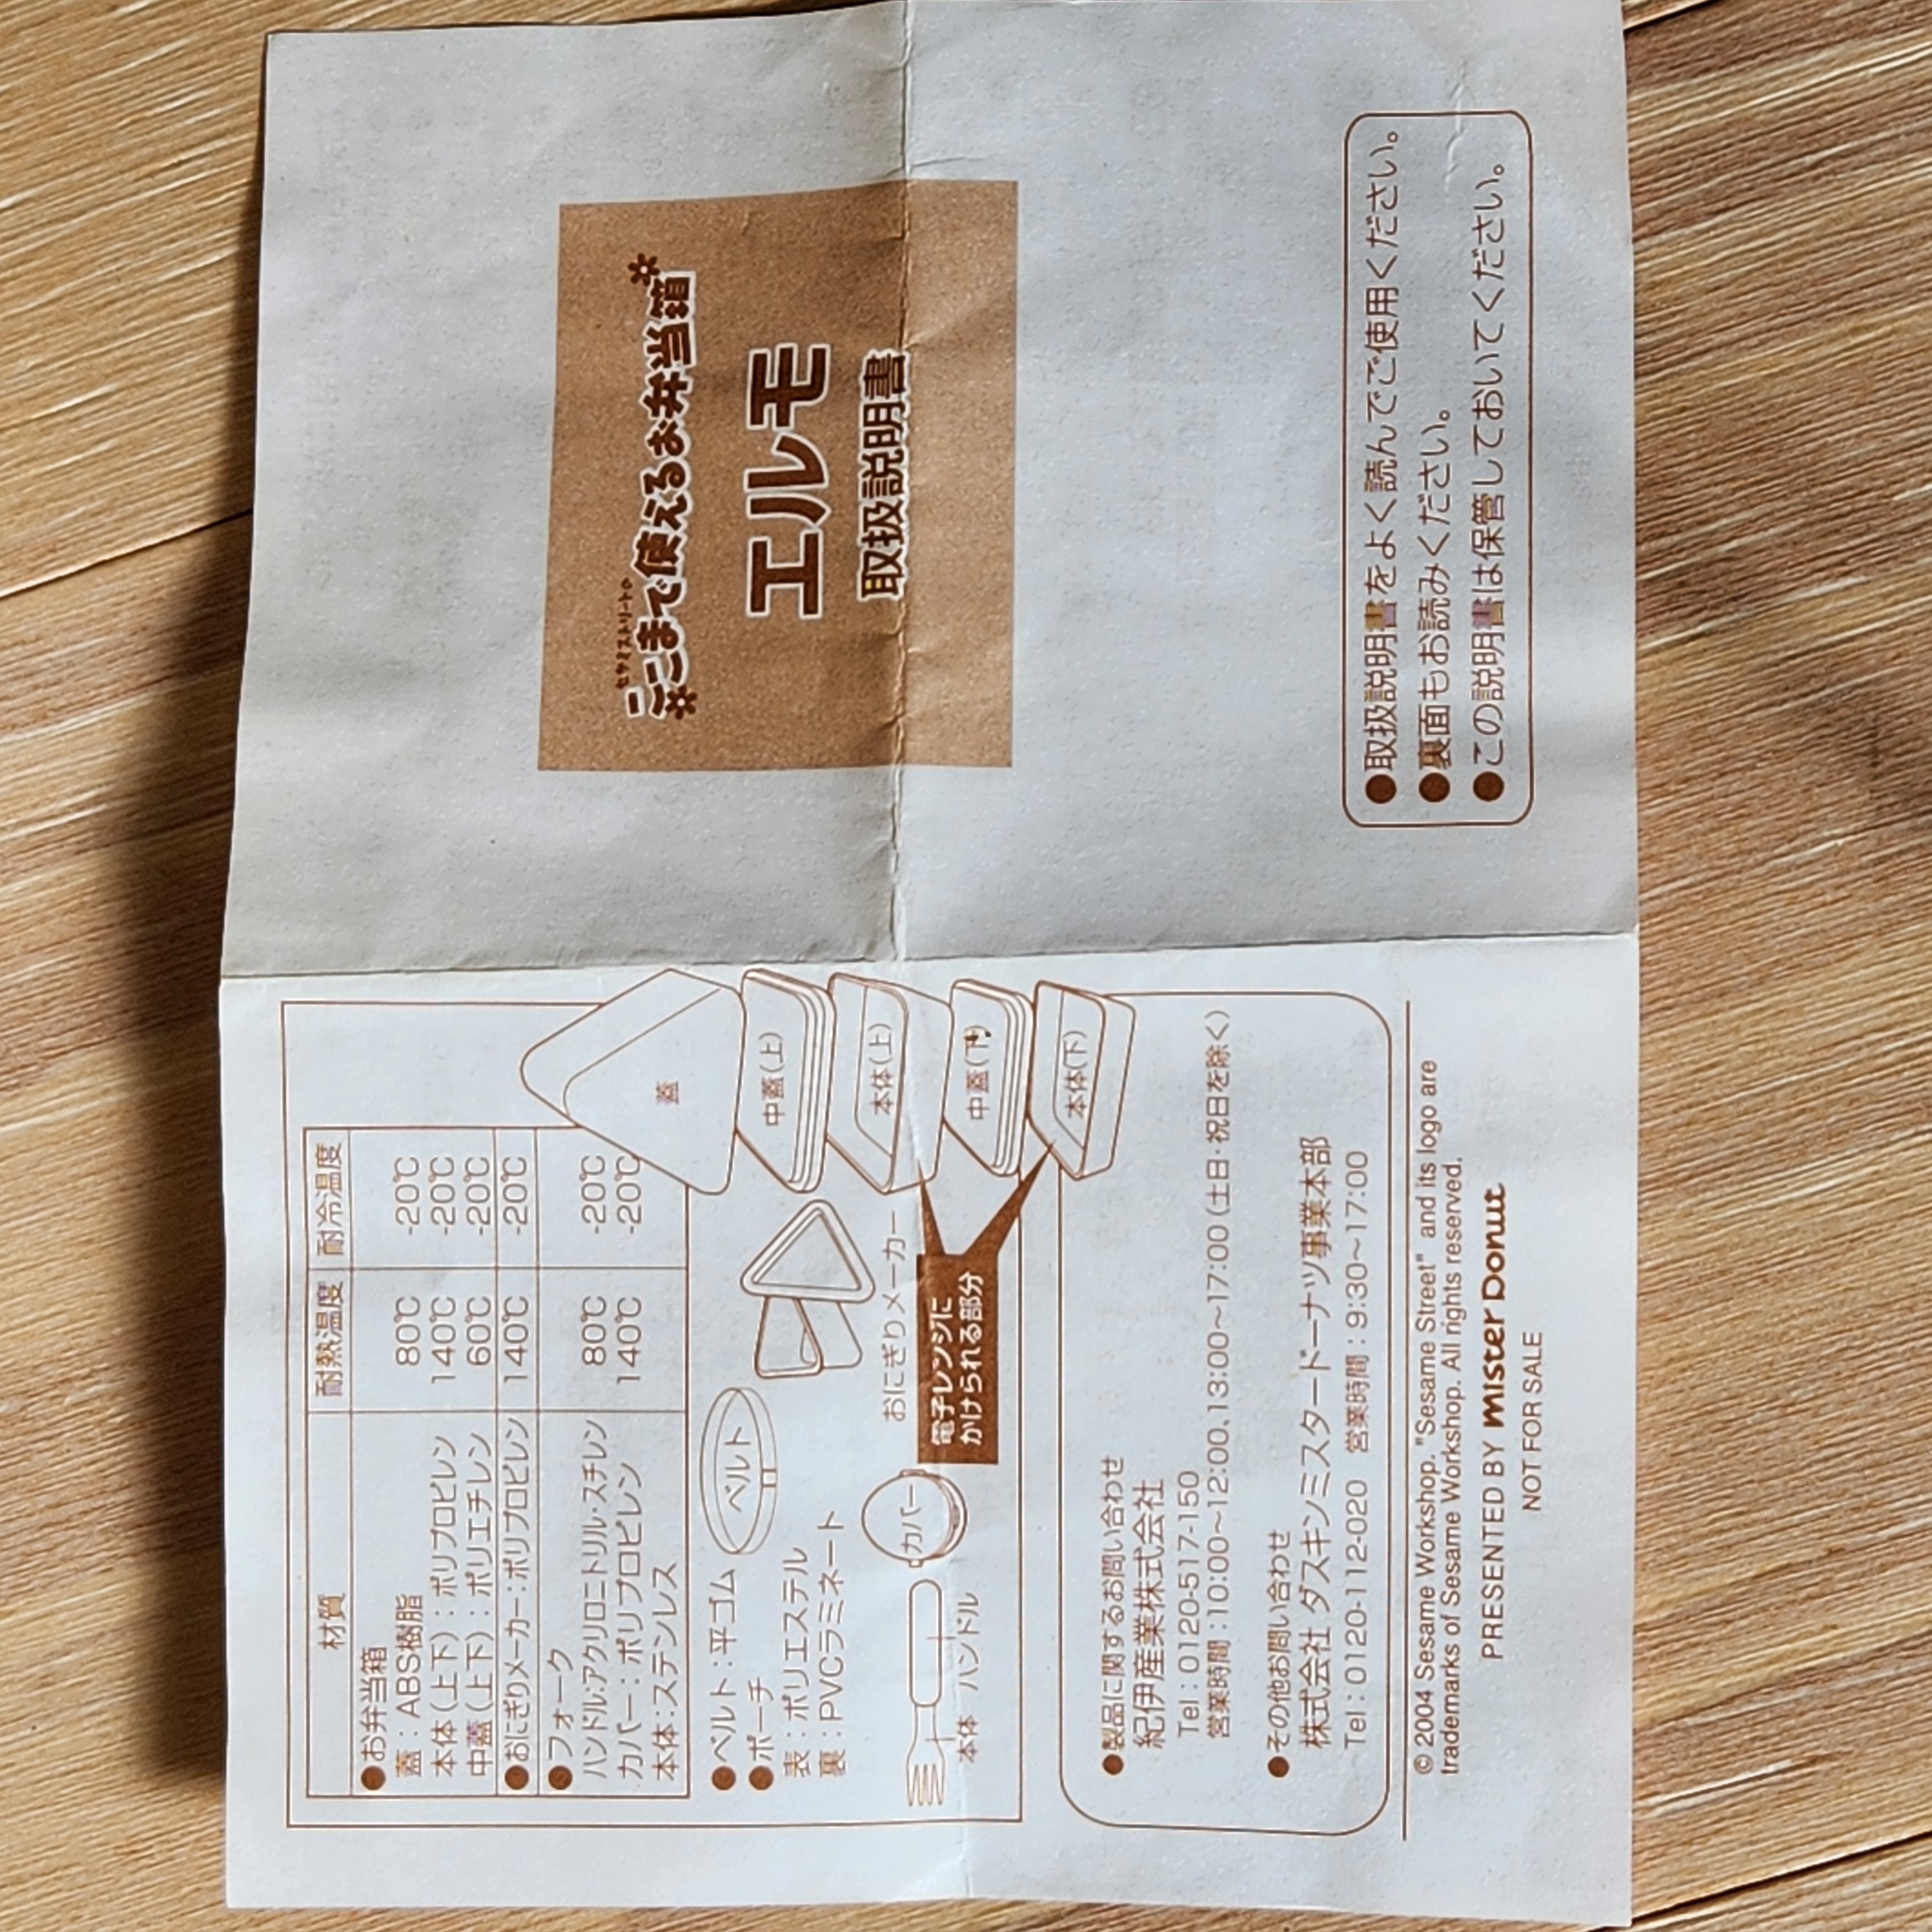 材質 耐熱温度 耐冷温度
●お弁当箱
蓋：ABS樹脂 80℃ -20℃
本体(上下)：ポリプロピレン 140℃ -20℃
中蓋(上下)：ポリエチレン 60℃ -20℃
●おにぎりメーカー：ポリプロピレン 140℃ -20℃
●フォーク
ハンドル:アクリロニトリル・スチレン 80℃ -20℃
カバー：ポリプロピレン 140℃ -20℃
本体：ステンレス
●ベルト：平ゴム
●ポーチ
表：ポリエステル
裏：PVCラミネート
ベルト
カバー
本体 ハンドル
おにぎりメーカー
電子レンジに
かけられる部分
蓋
中蓋(上)
本体(上)
中蓋(下)
本体(下)
●製品に関するお問い合わせ
紀伊産業株式会社
Tel：0120-517-150
営業時間：10:00〜12:00、13:00〜17:00(土日・祝日を除く)
●その他お問い合わせ
株式会社 ダスキンミスタードーナツ事業本部
Tel：0120-112-020 営業時間：9:30〜17:00
© 2004 Sesame Workshop. "Sesame Street" and its logo are
trademarks of Sesame Workshop. All rights reserved.
PRESENTED BY mister Donut
NOT FOR SALE
セサミストリートの
ここまで使えるお弁当箱
エルモ
取扱説明書
●取扱説明書をよく読んでご使用ください。
●裏面もお読みください。
●この説明書は保管しておいてください。